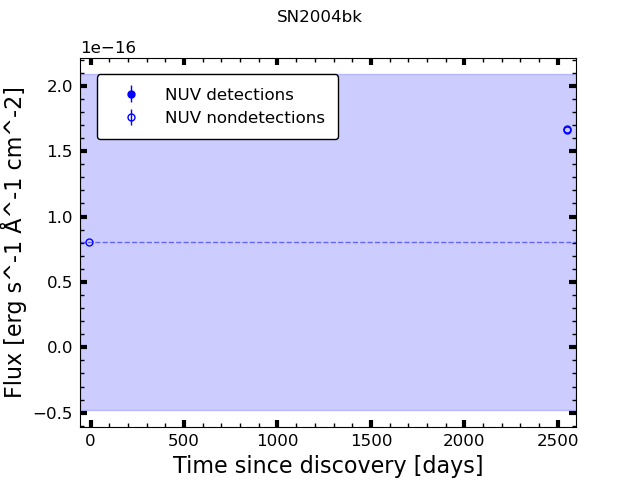 SN2004bk
1e−16
2.0
1.5
1.0
0.5
0.0
−0.5
NUV detections
NUV nondetections
Flux [erg s^-1 Å^-1 cm^-2]
0 500 1000 1500 2000 2500
Time since discovery [days]